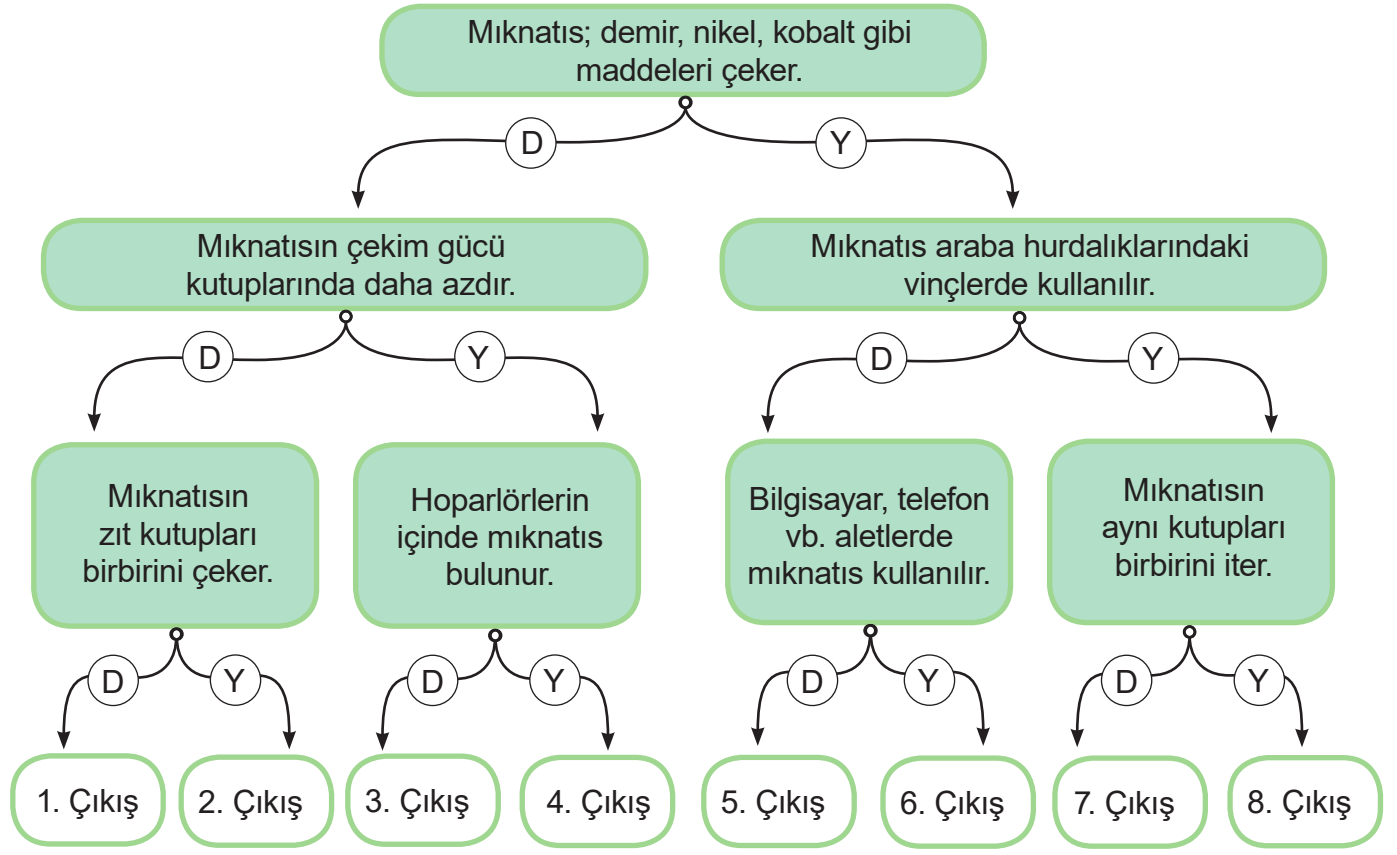 Mıknatıs; demir, nikel, kobalt gibi
maddeleri çeker.
D
Y
Mıknatısın çekim gücü
kutuplarında daha azdır.
Mıknatıs araba hurdalıklarındaki
vinçlerde kullanılır.
D
Y
D
Y
Mıknatısın
zıt kutupları
birbirini çeker.
Hoparlörlerin
içinde mıknatıs
bulunur.
Bilgisayar, telefon
vb. aletlerde
mıknatıs kullanılır.
Mıknatısın
aynı kutupları
birbirini iter.
D
Y
D
Y
D
Y
D
Y
1. Çıkış
2. Çıkış
3. Çıkış
4. Çıkış
5. Çıkış
6. Çıkış
7. Çıkış
8. Çıkış